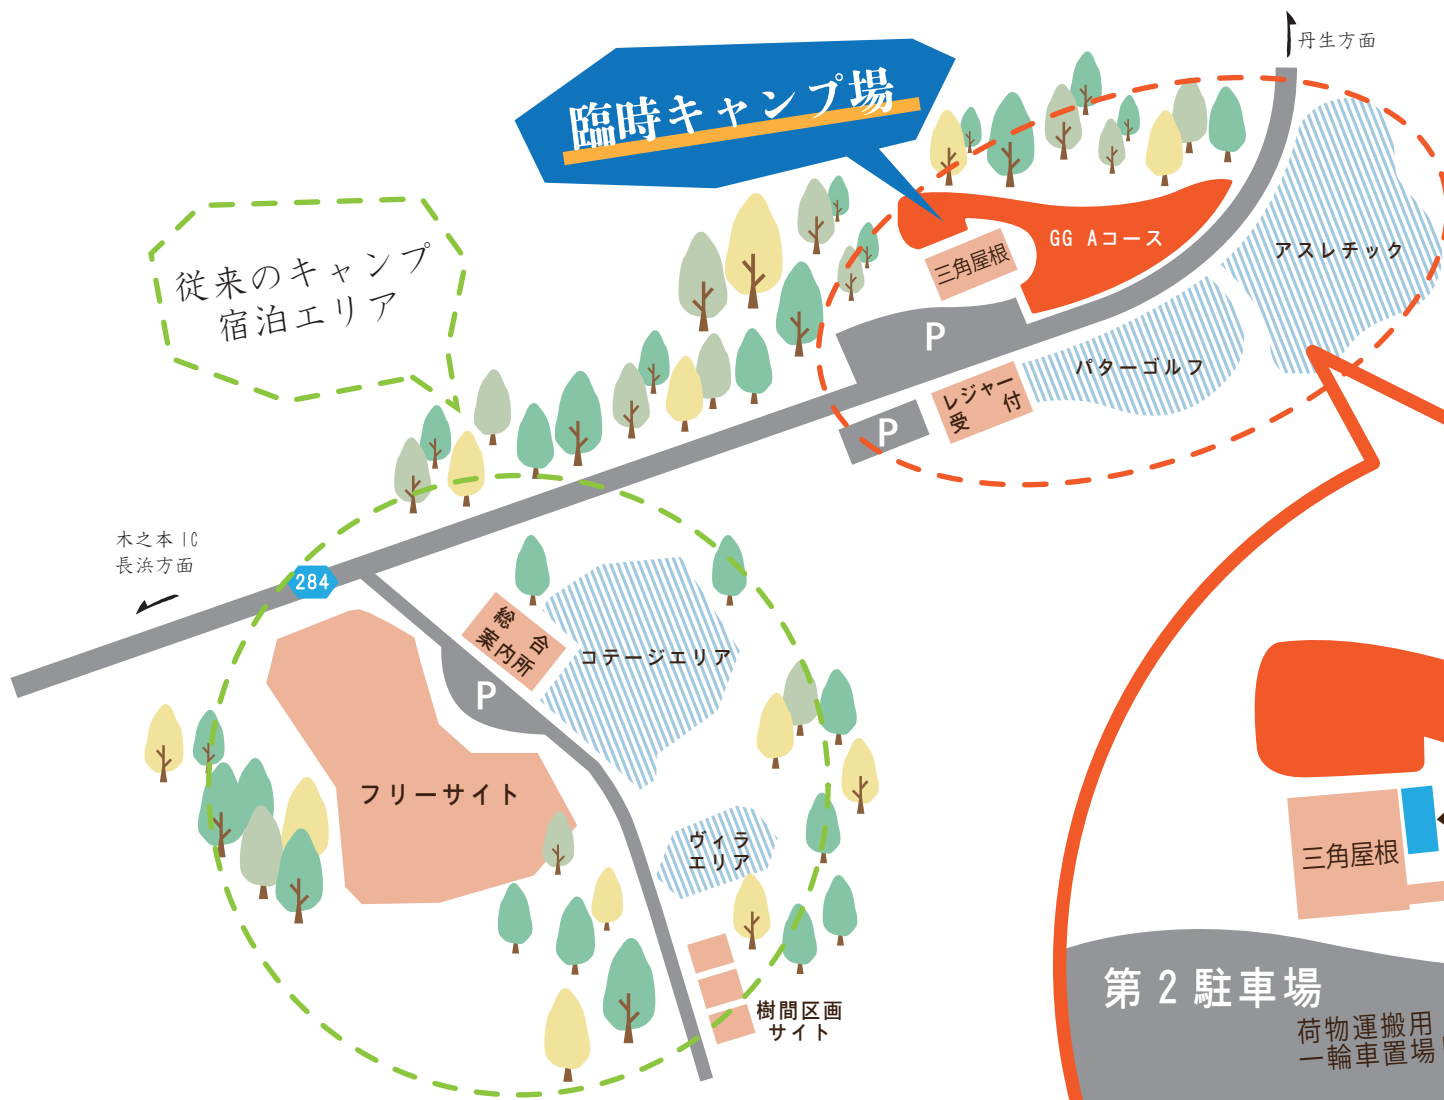 丹生方面
臨時キャンプ場
従来のキャンプ
宿泊エリア
GG Aコース
三角屋根
アスレチック
P
パターゴルフ
レジャー
受 付
P
木之本IC
長浜方面
284
総 合
案内所
コテージエリア
P
フリーサイト
ヴィラ
エリア
樹間区画
サイト
三角屋根
第2駐車場
荷物運搬用
一輪車置場